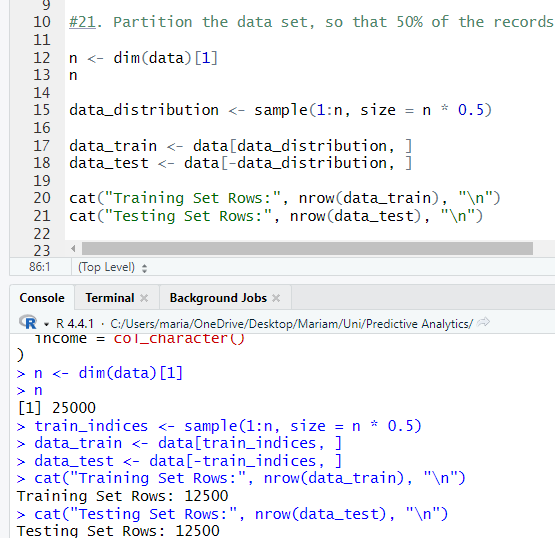 9
10 #21. Partition the data set, so that 50% of the records
11
12 n <- dim(data)[1]
13 n
14
15 data_distribution <- sample(1:n, size = n * 0.5)
16
17 data_train <- data[data_distribution, ]
18 data_test <- data[-data_distribution, ]
19
20 cat("Training Set Rows:", nrow(data_train), "\n")
21 cat("Testing Set Rows:", nrow(data_test), "\n")
22
23
86:1 (Top Level)
Console Terminal Background Jobs
R 4.4.1 · C:/Users/maria/OneDrive/Desktop/Mariam/Uni/Predictive Analytics/
income = col_character()
)
> n <- dim(data)[1]
> n
[1] 25000
> train_indices <- sample(1:n, size = n * 0.5)
> data_train <- data[train_indices, ]
> data_test <- data[-train_indices, ]
> cat("Training Set Rows:", nrow(data_train), "\n")
Training Set Rows: 12500
> cat("Testing Set Rows:", nrow(data_test), "\n")
Testing Set Rows: 12500